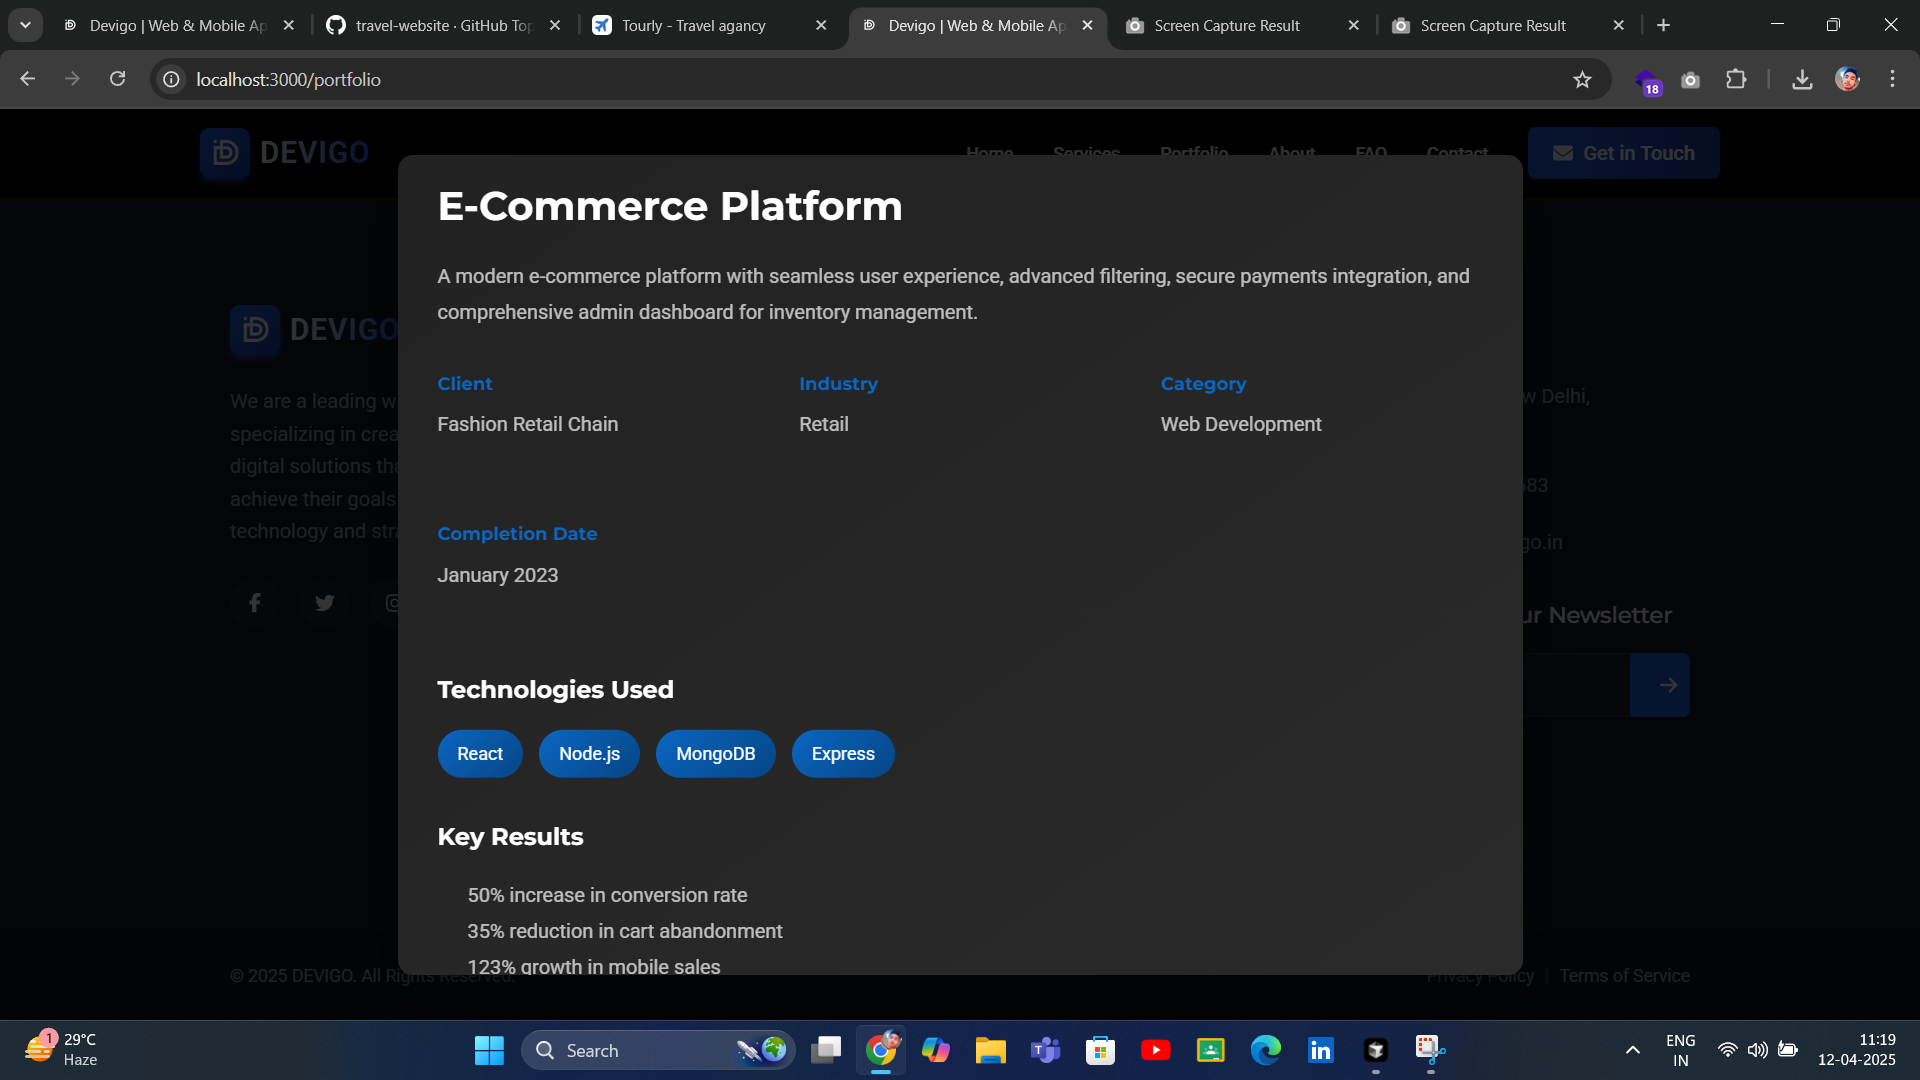 Devigo | Web & Mobile Ap
travel-website · GitHub Top
Tourly - Travel agancy
Devigo | Web & Mobile Ap
Screen Capture Result
Screen Capture Result
localhost:3000/portfolio
18
DEVIGO
Home
Services
Portfolio
About
FAQ
Contact
Get in Touch
E-Commerce Platform
A modern e-commerce platform with seamless user experience, advanced filtering, secure payments integration, and
comprehensive admin dashboard for inventory management.
Client
Industry
Category
Fashion Retail Chain
Retail
Web Development
Completion Date
January 2023
Technologies Used
React
Node.js
MongoDB
Express
Key Results
50% increase in conversion rate
35% reduction in cart abandonment
123% growth in mobile sales
DEVIGO
We are a leading w
specializing in crea
digital solutions tha
achieve their goals
technology and stra
w Delhi,
683
go.in
ur Newsletter
© 2025 DEVIGO. All Rights Reserved.
Privacy Policy
Terms of Service
1
29°C
Haze
Search
ENG
IN
11:19
12-04-2025